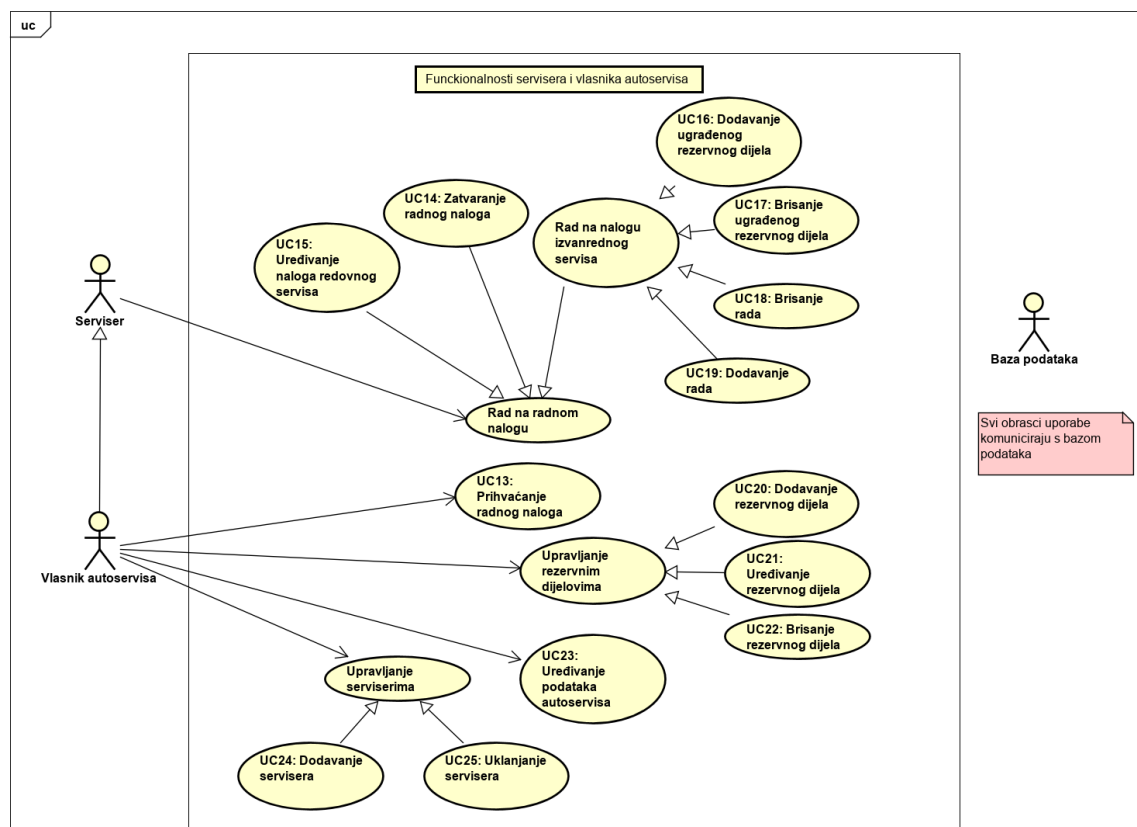 uc
Funckionalnosti servisera i vlasnika autoservisa
UC16: Dodavanje
ugrađenog
rezervnog dijela
UC14: Zatvaranje
radnog naloga
UC17: Brisanje
ugrađenog
rezervnog dijela
Rad na nalogu
izvanrednog
servisa
UC15:
Uređivanje
naloga redovnog
servisa
UC18: Brisanje
rada
Serviser
Baza podataka
UC19: Dodavanje
rada
Rad na radnom
nalogu
Svi obrasci uporabe
komuniciraju s bazom
podataka
UC13:
Prihvaćanje
radnog naloga
UC20: Dodavanje
rezervnog dijela
Vlasnik autoservisa
Upravljanje
rezervnim
dijelovima
UC21:
Uređivanje
rezervnog dijela
UC22: Brisanje
rezervnog dijela
UC23:
Uređivanje
podataka
autoservisa
Upravljanje
serviserima
UC24: Dodavanje
servisera
UC25: Uklanjanje
servisera